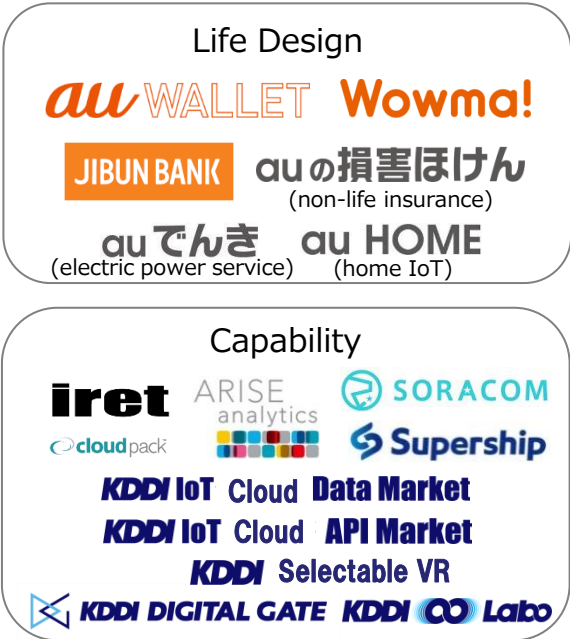 Life Design
au WALLET Wowma!
JIBUN BANK auの損害ほけん
(non-life insurance)
auでんき au HOME
(electric power service) (home IoT)
Capability
iret ARISE analytics SORACOM
cloudpack Supership
KDDI IoT Cloud Data Market
KDDI IoT Cloud API Market
KDDI Selectable VR
KDDI DIGITAL GATE KDDI ∞ Labo